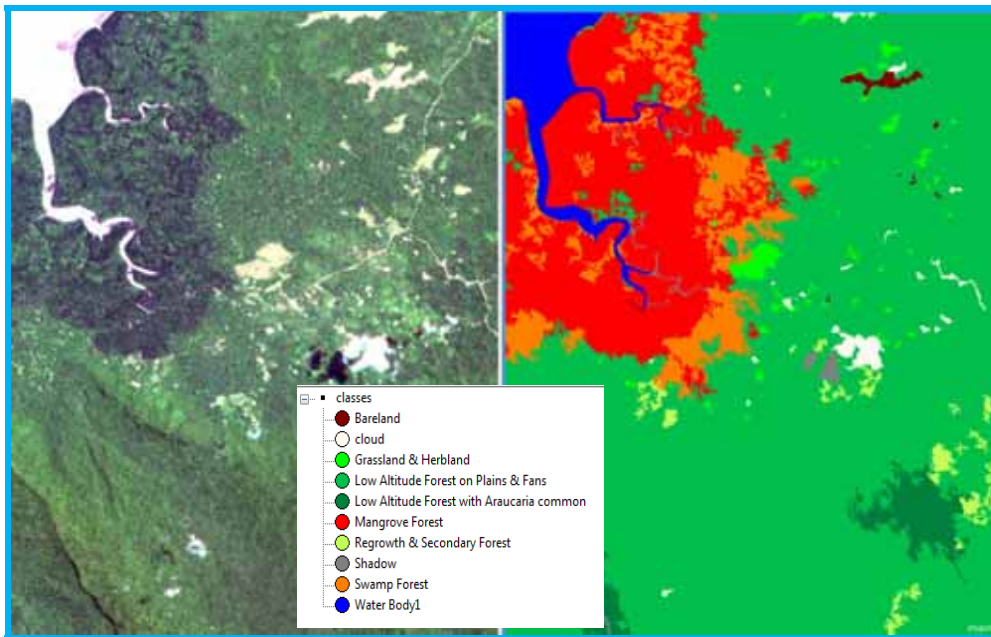 classes
Bareland
cloud
Grassland & Herbland
Low Altitude Forest on Plains & Fans
Low Altitude Forest with Araucaria common
Mangrove Forest
Regrowth & Secondary Forest
Shadow
Swamp Forest
Water Body1